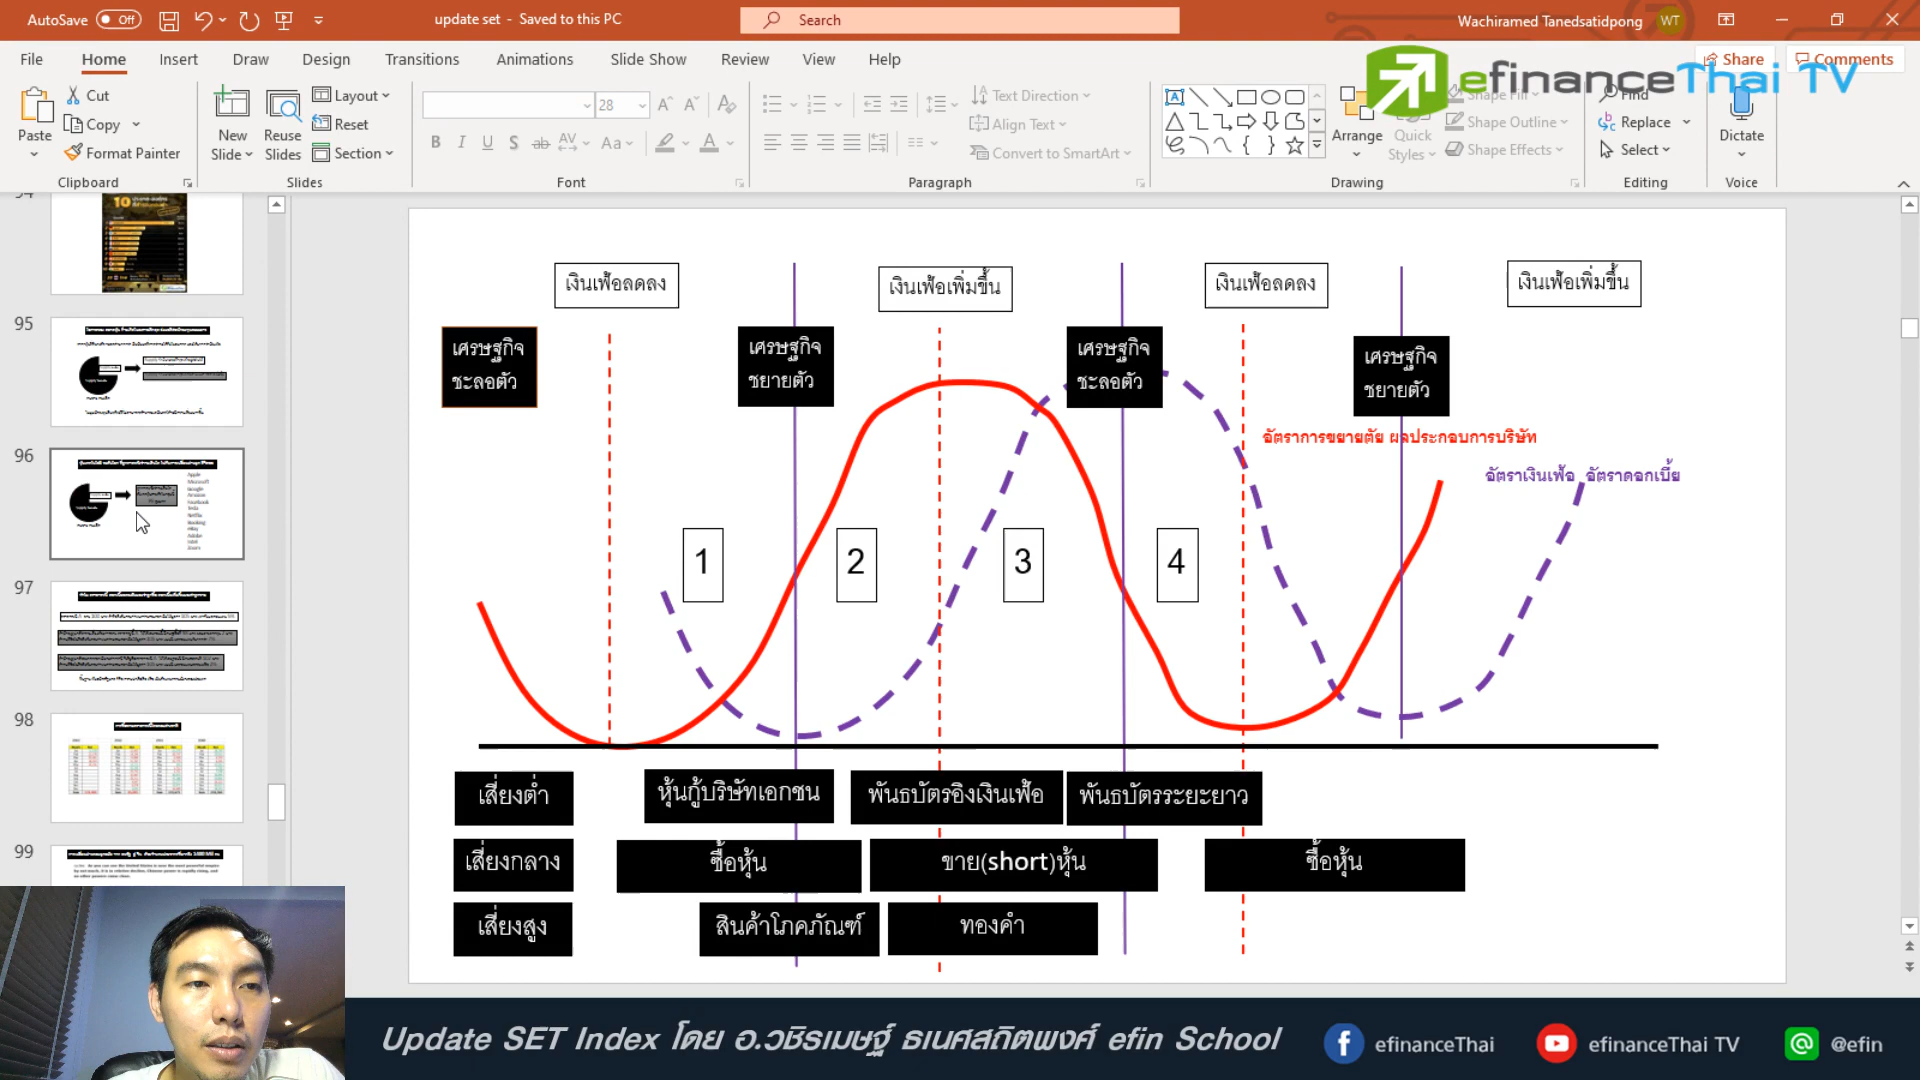 AutoSave Off
update set - Saved to this PC
Search
Wachiramed Tanedsatidpong WT
File Home Insert Draw Design Transitions Animations Slide Show Review View Help
Share Comments
efinanceThai TV
Paste
Cut
Copy
Format Painter
Clipboard
New Slide
Reuse Slides
Layout
Reset
Section
Slides
28
Font
Text Direction
Align Text
Convert to SmartArt
Paragraph
Arrange
Quick Styles
Shape Fill
Shape Outline
Shape Effects
Drawing
Find
Replace
Select
Editing
Dictate
Voice
95
96
97
98
99
เงินเฟ้อลดลง
เงินเฟ้อเพิ่มขึ้น
เงินเฟ้อลดลง
เงินเฟ้อเพิ่มขึ้น
เศรษฐกิจ
ชะลอตัว
เศรษฐกิจ
ขยายตัว
เศรษฐกิจ
ชะลอตัว
เศรษฐกิจ
ขยายตัว
อัตราการขยายตัย ผลประกอบการบริษัท
อัตราเงินเฟ้อ อัตราดอกเบี้ย
1
2
3
4
เสี่ยงต่ำ
หุ้นกู้บริษัทเอกชน
พันธบัตรอิงเงินเฟ้อ
พันธบัตรระยะยาว
เสี่ยงกลาง
ซื้อหุ้น
ขาย(short)หุ้น
ซื้อหุ้น
เสี่ยงสูง
สินค้าโภคภัณฑ์
ทองคำ
Update SET Index โดย อ.วชิรเมษฐ์ ธเนศสถิตพงศ์ efin School
efinanceThai
efinanceThai TV
@efin